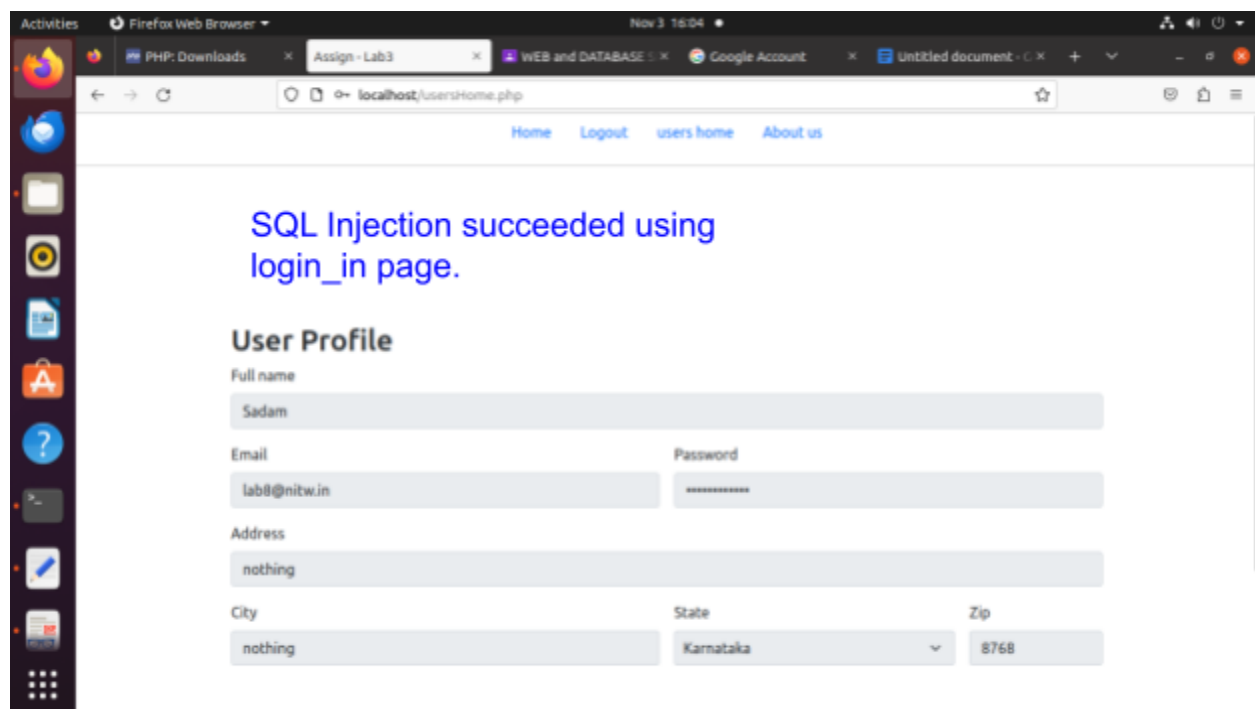 Activities Firefox Web Browser Nov 3 16:04
PHP: Downloads Assign - Lab3 WEB and DATABASE S Google Account Untitled document - G
localhost/usersHome.php
Home Logout users home About us
SQL Injection succeeded using
login_in page.
User Profile
Full name
Sadam
Email Password
lab8@nitw.in ••••••••••••
Address
nothing
City State Zip
nothing Karnataka 8768